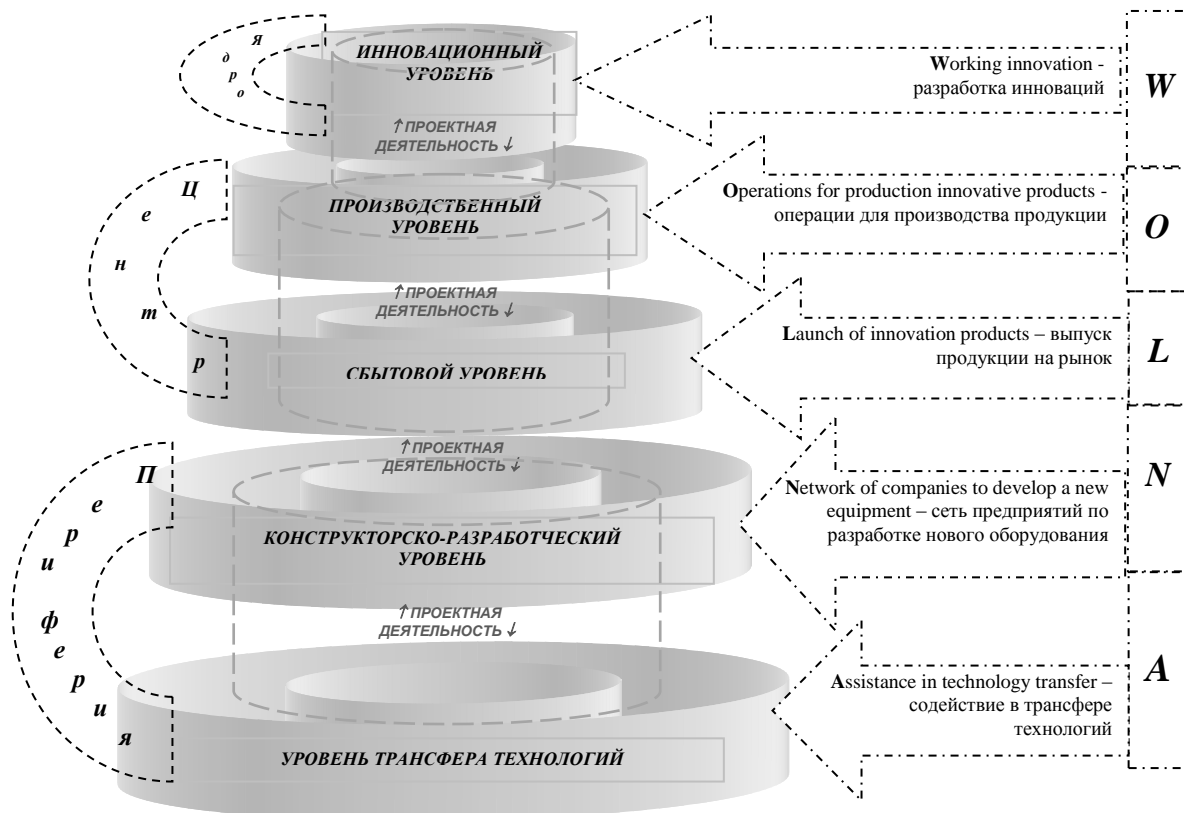 Ядро
ИННОВАЦИОННЫЙ
УРОВЕНЬ
Working innovation -
разработка инноваций
W
↑ ПРОЕКТНАЯ
ДЕЯТЕЛЬНОСТЬ ↓
Центр
ПРОИЗВОДСТВЕННЫЙ
УРОВЕНЬ
Operations for production innovative products -
операции для производства продукции
O
↑ ПРОЕКТНАЯ
ДЕЯТЕЛЬНОСТЬ ↓
СБЫТОВОЙ УРОВЕНЬ
Launch of innovation products – выпуск
продукции на рынок
L
↑ ПРОЕКТНАЯ
ДЕЯТЕЛЬНОСТЬ ↓
Периферия
КОНСТРУКТОРСКО-РАЗРАБОТЧЕСКИЙ
УРОВЕНЬ
Network of companies to develop a new
equipment – сеть предприятий по
разработке нового оборудования
N
↑ ПРОЕКТНАЯ
ДЕЯТЕЛЬНОСТЬ ↓
УРОВЕНЬ ТРАНСФЕРА ТЕХНОЛОГИЙ
Assistance in technology transfer –
содействие в трансфере
технологий
A